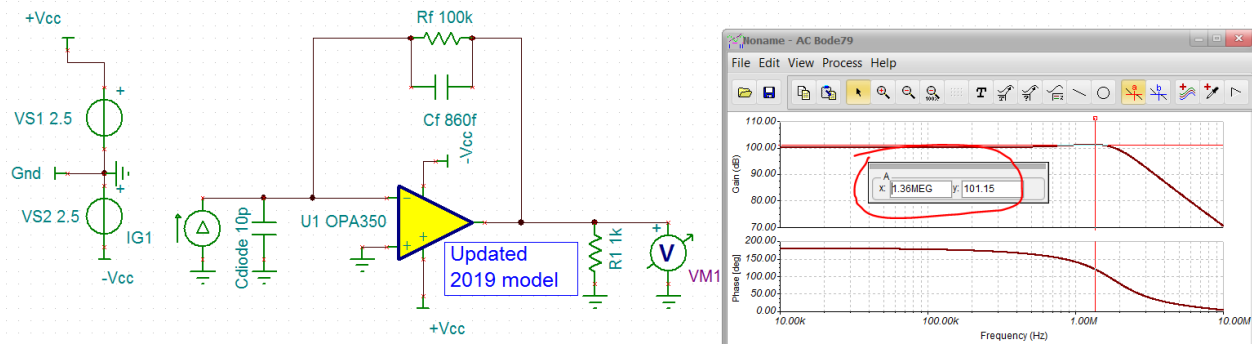 +Vcc
VS1 2.5
+
Gnd
VS2 2.5
+
-Vcc
IG1
Cdiode 10p
Rf 100k
Cf 860f
-Vcc
U1 OPA350
-
+
+
+Vcc
Updated
2019 model
R1 1k
+
V
VM1
Noname - AC Bode79
File Edit View Process Help
100%
T
a
b
110.00
100.00
90.00
80.00
70.00
Gain (dB)
a
A
x: 1.36MEG y: 101.15
200.00
150.00
100.00
50.00
0.00
Phase [deg]
10.00k 100.00k 1.00M 10.00M
Frequency (Hz)